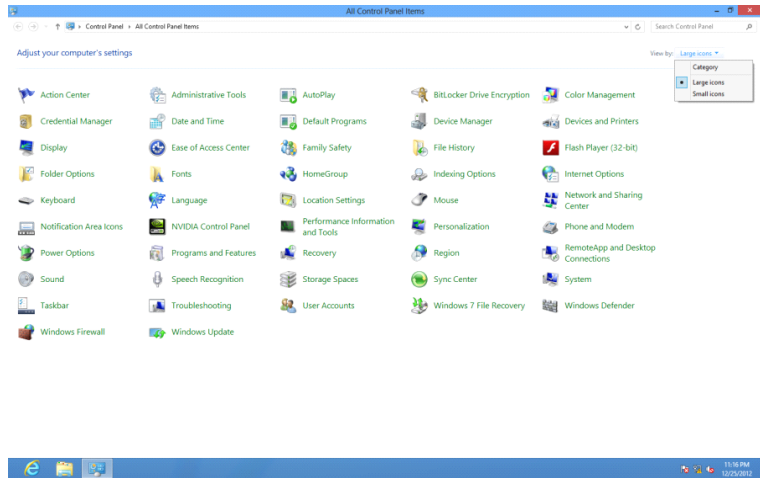 All Control Panel Items
Control Panel
All Control Panel Items
Search Control Panel
Adjust your computer's settings
View by:
Large icons
Category
Large icons
Small icons
Action Center
Administrative Tools
AutoPlay
BitLocker Drive Encryption
Color Management
Credential Manager
Date and Time
Default Programs
Device Manager
Devices and Printers
Display
Ease of Access Center
Family Safety
File History
Flash Player (32-bit)
Folder Options
Fonts
HomeGroup
Indexing Options
Internet Options
Keyboard
Language
Location Settings
Mouse
Network and Sharing
Center
Notification Area Icons
NVIDIA Control Panel
Performance Information
and Tools
Personalization
Phone and Modem
Power Options
Programs and Features
Recovery
Region
RemoteApp and Desktop
Connections
Sound
Speech Recognition
Storage Spaces
Sync Center
System
Taskbar
Troubleshooting
User Accounts
Windows 7 File Recovery
Windows Defender
Windows Firewall
Windows Update
11:16 PM
12/25/2012